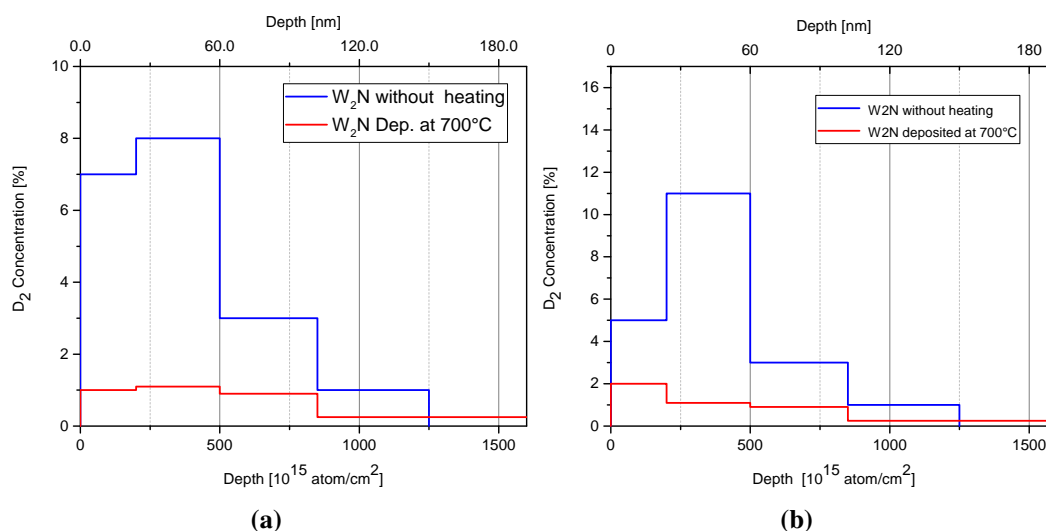 Depth [nm]
0.0 60.0 120.0 180.0
10
8
6
4
2
0
D2 Concentration [%]
W2N without heating
W2N Dep. at 700°C
0 500 1000 1500
Depth [10^15 atom/cm^2]
(a)
Depth [nm]
0 60 120 180
16
14
12
10
8
6
4
2
0
D2 Concentration [%]
W2N without heating
W2N deposited at 700°C
0 500 1000 1500
Depth [10^15 atom/cm^2]
(b)